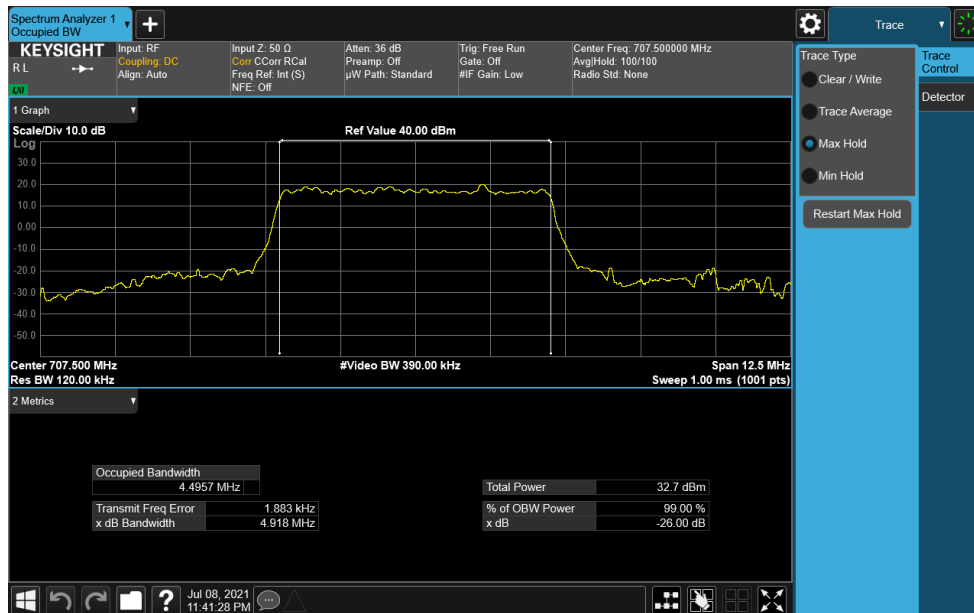 Spectrum Analyzer 1
Occupied BW
Trace
KEYSIGHT
R L
LXI
Input: RF
Coupling: DC
Align: Auto
Input Z: 50 Ω
Corr CCorr RCal
Freq Ref: Int (S)
NFE: Off
Atten: 36 dB
Preamp: Off
µW Path: Standard
Trig: Free Run
Gate: Off
#IF Gain: Low
Center Freq: 707.500000 MHz
Avg|Hold: 100/100
Radio Std: None
Trace Type
Clear / Write
Trace Average
Max Hold
Min Hold
Restart Max Hold
Trace
Control
Detector
1 Graph
Scale/Div 10.0 dB
Ref Value 40.00 dBm
Log
30.0
20.0
10.0
0.00
-10.0
-20.0
-30.0
-40.0
-50.0
Center 707.500 MHz
#Video BW 390.00 kHz
Span 12.5 MHz
Res BW 120.00 kHz
Sweep 1.00 ms (1001 pts)
2 Metrics
Occupied Bandwidth
4.4957 MHz
Total Power 32.7 dBm
Transmit Freq Error 1.883 kHz
% of OBW Power 99.00 %
x dB Bandwidth 4.918 MHz
x dB -26.00 dB
?
Jul 08, 2021
11:41:28 PM